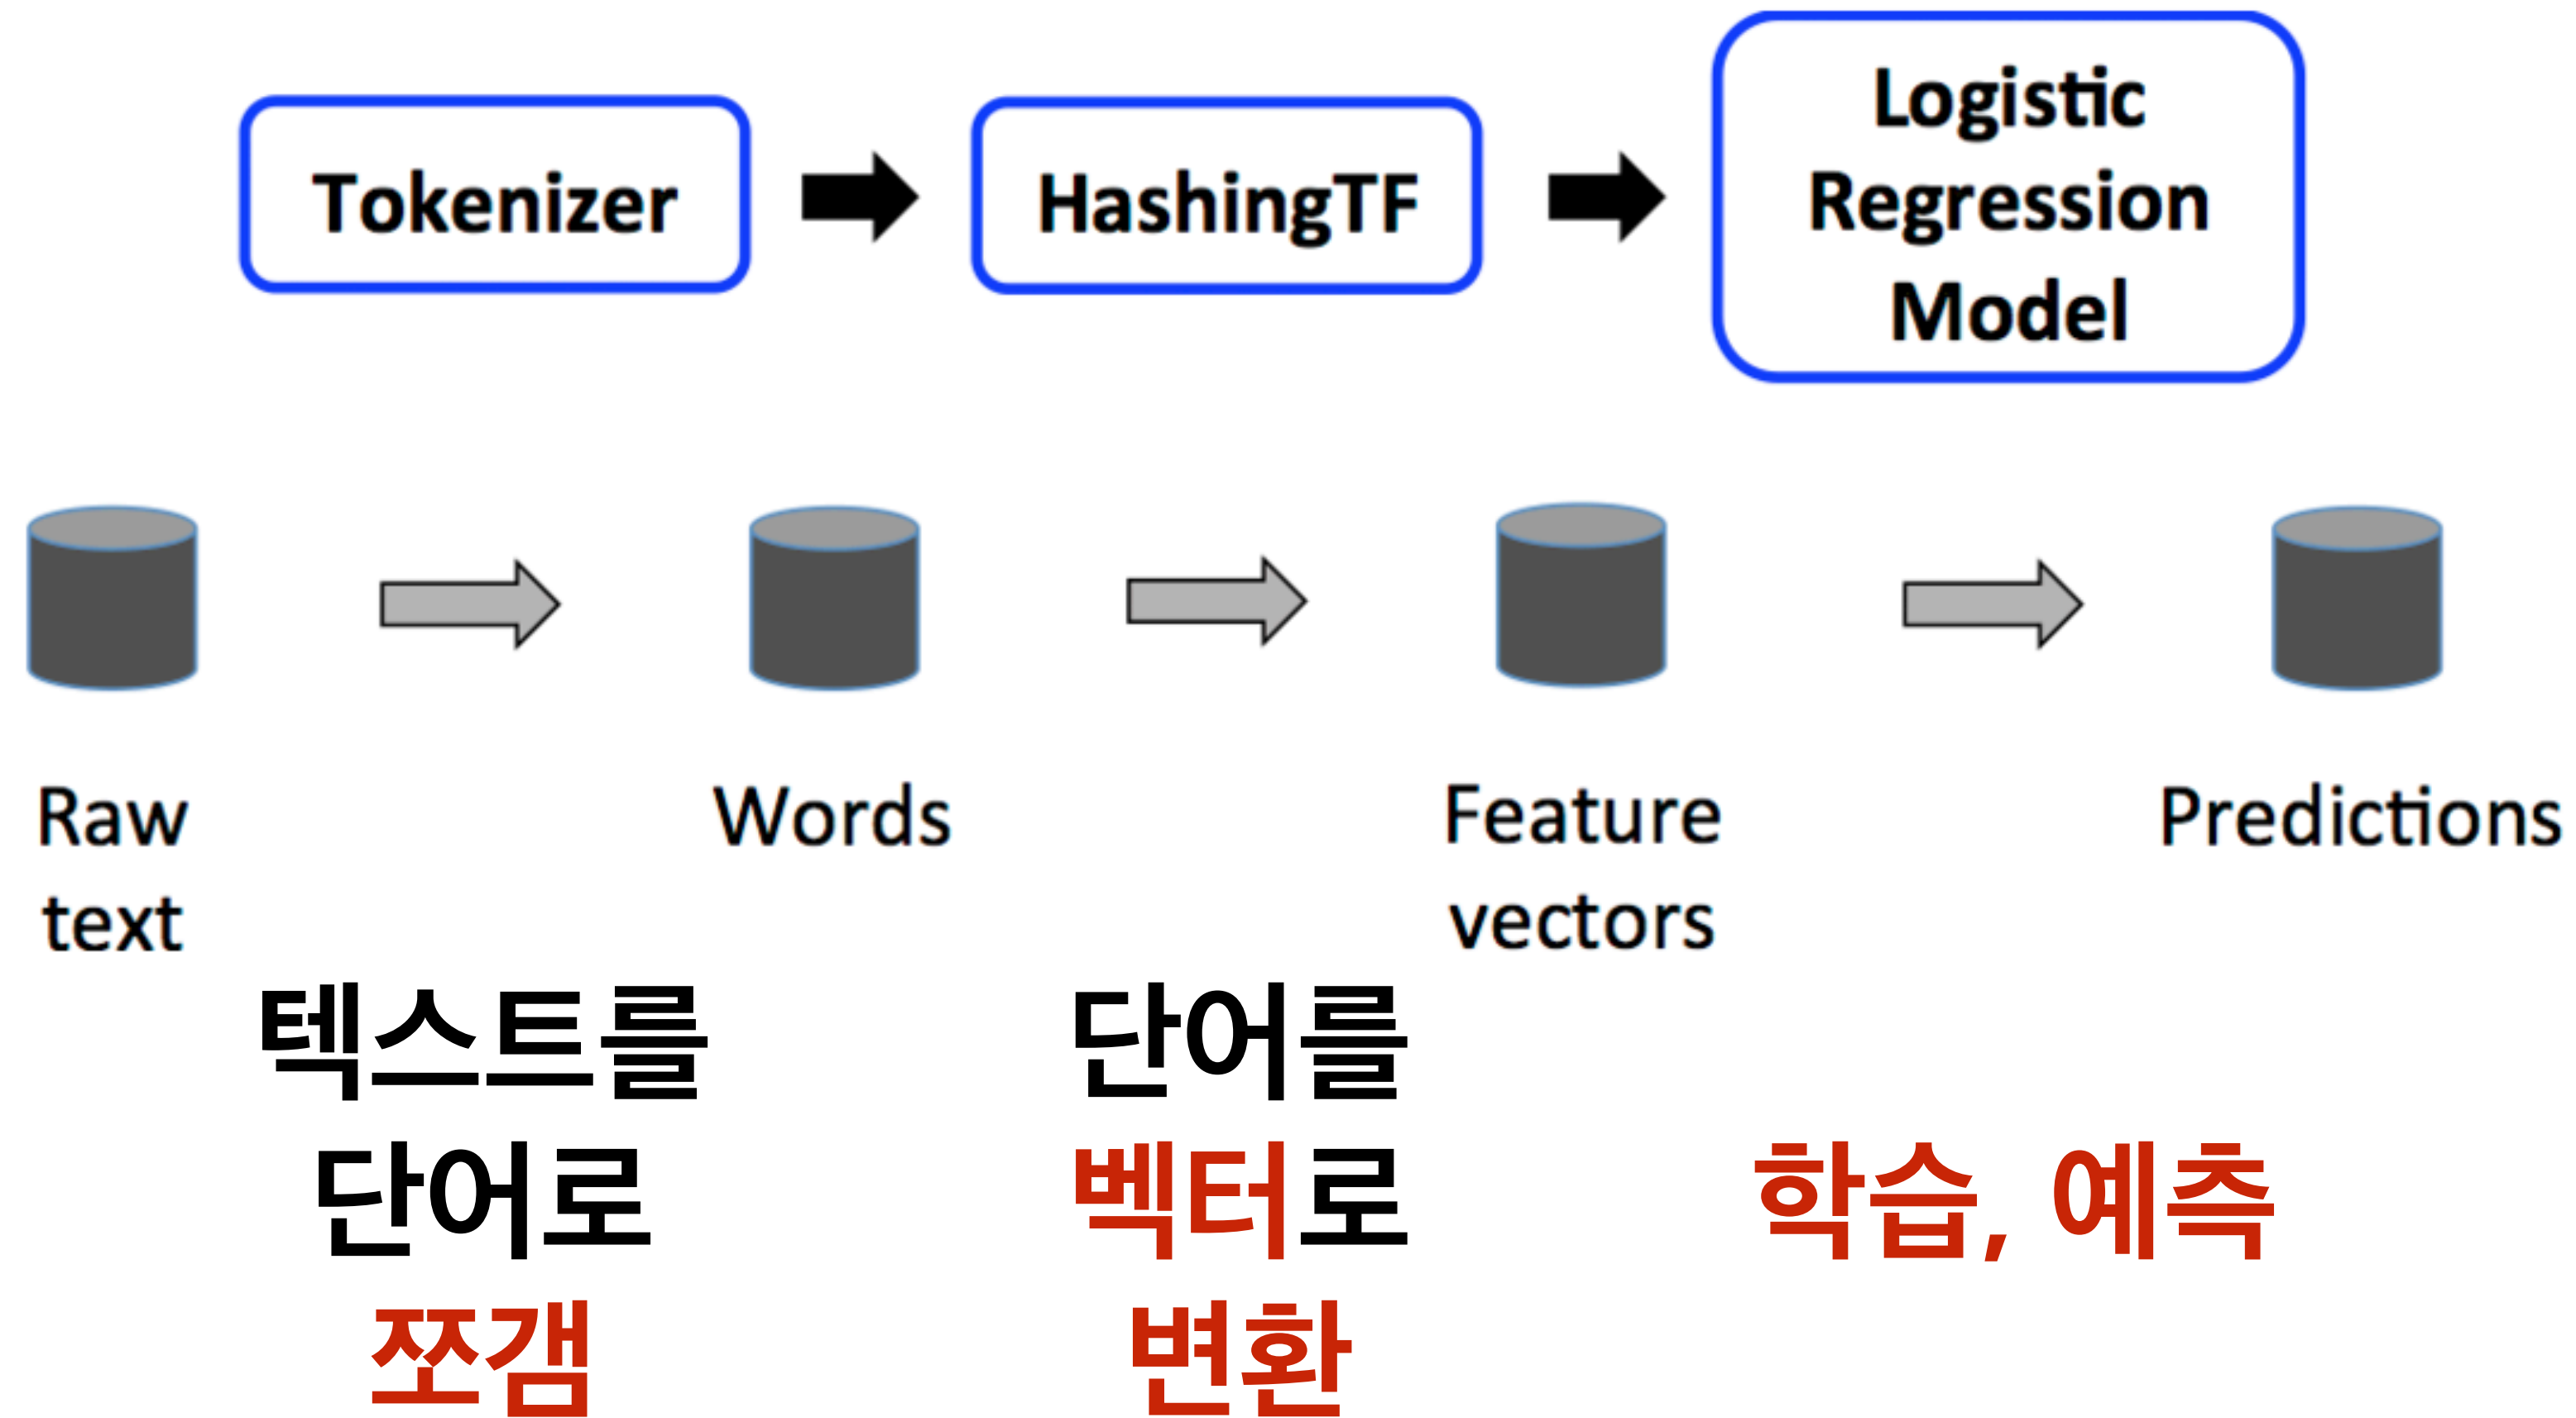 Tokenizer
HashingTF
Logistic
Regression
Model
Raw
text
Words
Feature
vectors
Predictions
텍스트를
단어로
쪼갬
단어를
벡터로
변환
학습, 예측